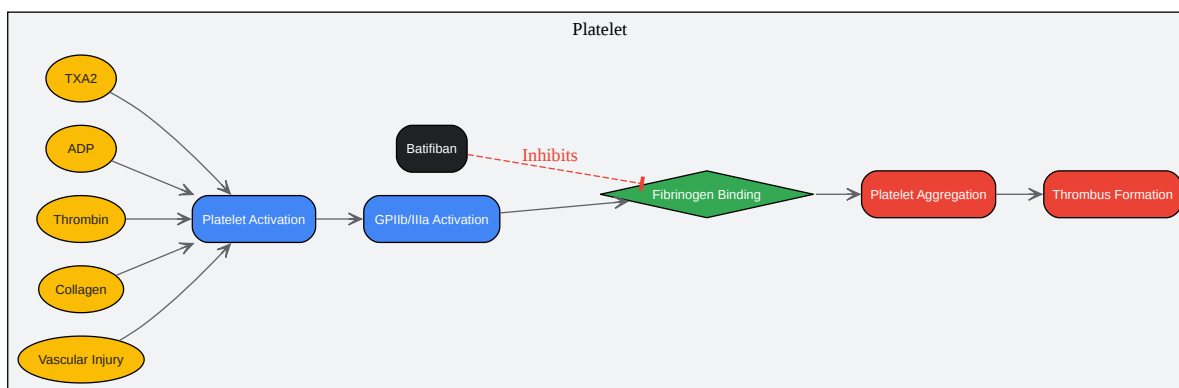 Platelet
TXA2
ADP
Thrombin
Collagen
Vascular Injury
Platelet Activation
GPIIb/IIIa Activation
Batifiban
Inhibits
Fibrinogen Binding
Platelet Aggregation
Thrombus Formation